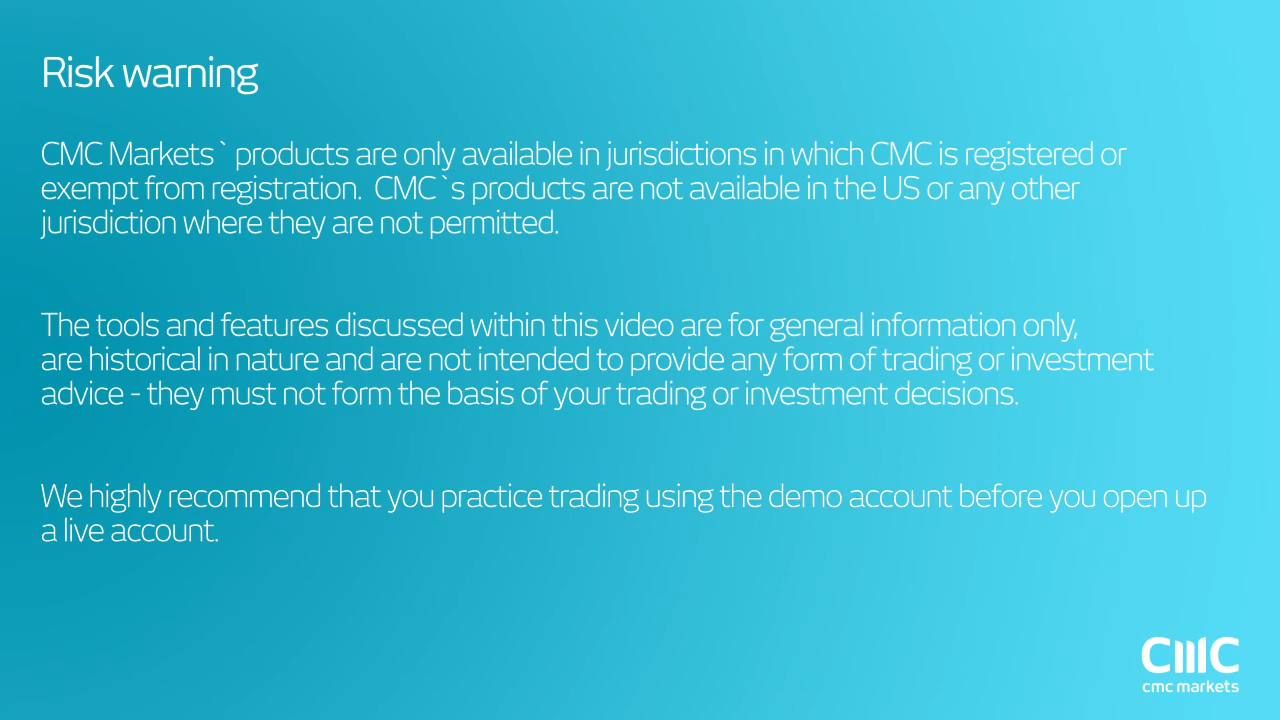 Risk warning
CMC Markets` products are only available in jurisdictions in which CMC is registered or
exempt from registration.  CMC`s products are not available in the US or any other
jurisdiction where they are not permitted.
The tools and features discussed within this video are for general information only,
are historical in nature and are not intended to provide any form of trading or investment
advice - they must not form the basis of your trading or investment decisions.
We highly recommend that you practice trading using the demo account before you open up
a live account.
CMC
cmc markets